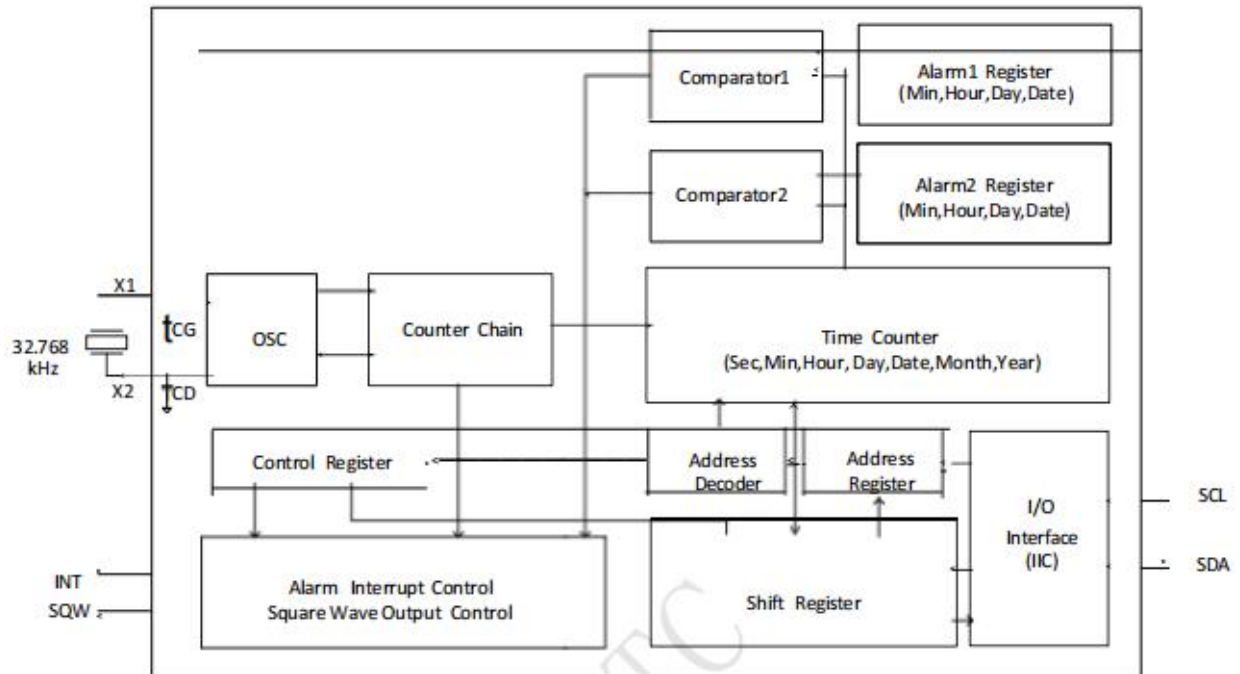 Comparator1
Alarm1 Register
(Min,Hour,Day,Date)
Comparator2
Alarm2 Register
(Min,Hour,Day,Date)
X1
32.768
kHz
X2
CG
CD
OSC
Counter Chain
Time Counter
(Sec,Min,Hour, Day,Date,Month,Year)
Control Register
Address
Decoder
Address
Register
I/O
Interface
(IIC)
SCL
SDA
INT
SQW
Alarm Interrupt Control
Square Wave Output Control
Shift Register
TC